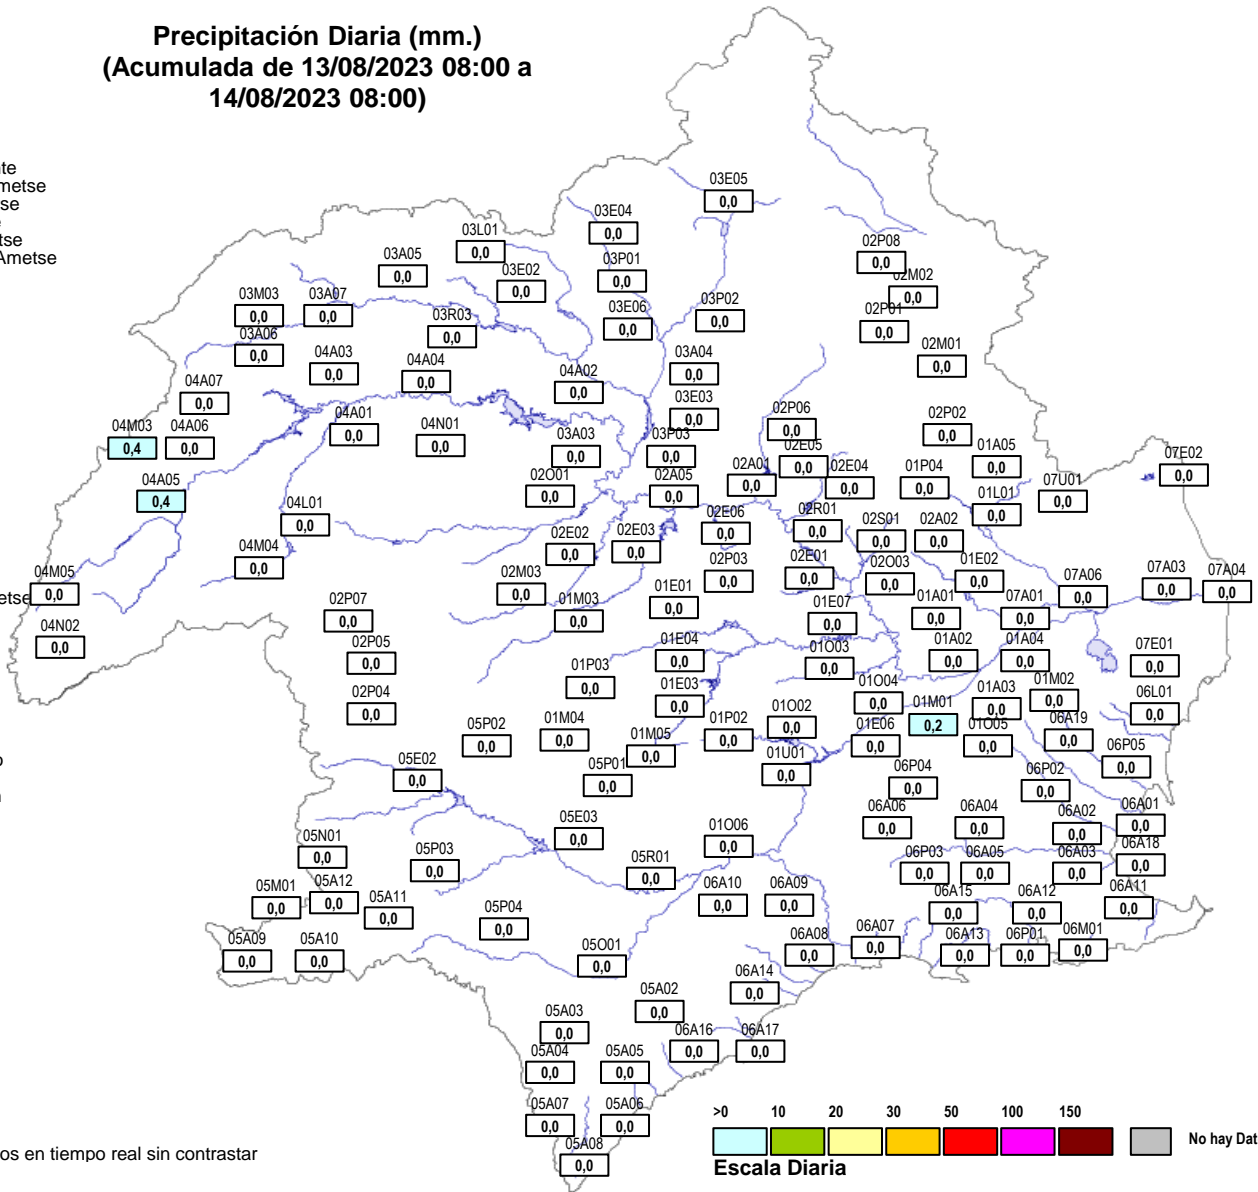 Precipitación Diaria (mm.)
(Acumulada de 13/08/2023 08:00 a
14/08/2023 08:00)
nte
metse
tse
e
tse
Ametse
03E05
0,0
03E04
0,0
03L01
0,0
03P01
0,0
02P08
0,0
03A05
0,0
03E02
0,0
02M02
0,0
03M03
0,0
03A07
0,0
03P02
0,0
03R03
0,0
03E06
0,0
02P01
0,0
03A06
0,0
04A03
0,0
04A04
0,0
03A04
0,0
02M01
0,0
04A02
0,0
04A07
0,0
03E03
0,0
04M03
0,4
04A06
0,0
04A01
0,0
04N01
0,0
02P06
0,0
02P02
0,0
03A03
0,0
03P03
0,0
02E05
0,0
01A05
0,0
07E02
0,0
04A05
0,4
02O01
0,0
02A05
0,0
02A01
0,0
02E04
0,0
01P04
0,0
07U01
0,0
04L01
0,0
01L01
0,0
02E06
0,0
02R01
0,0
02S01
0,0
02A02
0,0
02E02
0,0
02E03
0,0
04M04
0,0
02P03
0,0
02E01
0,0
02O03
0,0
01E02
0,0
04M05
0,0
etse
02M03
0,0
01E01
0,0
07A06
0,0
07A03
0,0
07A04
0,0
02P07
0,0
01M03
0,0
01E07
0,0
01A01
0,0
07A01
0,0
04N02
0,0
02P05
0,0
01E04
0,0
01O03
0,0
01A02
0,0
01A04
0,0
07E01
0,0
01P03
0,0
01E03
0,0
01O04
0,0
01M01
0,2
01A03
0,0
01M02
0,0
06L01
0,0
02P04
0,0
05P02
0,0
01M04
0,0
01M05
0,0
01P02
0,0
01O02
0,0
01E06
0,0
01O05
0,0
06A19
0,0
06P05
0,0
o
05E02
0,0
05P01
0,0
01U01
0,0
06P04
0,0
06P02
0,0
05E03
0,0
01O06
0,0
06A06
0,0
06A04
0,0
06A02
0,0
06A01
0,0
05N01
0,0
05P03
0,0
05R01
0,0
06P03
0,0
06A05
0,0
06A03
0,0
06A18
0,0
05M01
0,0
05A12
0,0
05A11
0,0
06A10
0,0
06A09
0,0
06A15
0,0
06A12
0,0
06A11
0,0
05P04
0,0
05A09
0,0
05A10
0,0
05O01
0,0
06A08
0,0
06A07
0,0
06A13
0,0
06P01
0,0
06M01
0,0
06A14
0,0
05A02
0,0
05A03
0,0
06A16
0,0
06A17
0,0
05A04
0,0
05A05
0,0
05A07
0,0
05A06
0,0
05A08
0,0
>0 10 20 30 50 100 150
No hay Dat
Escala Diaria
os en tiempo real sin contrastar